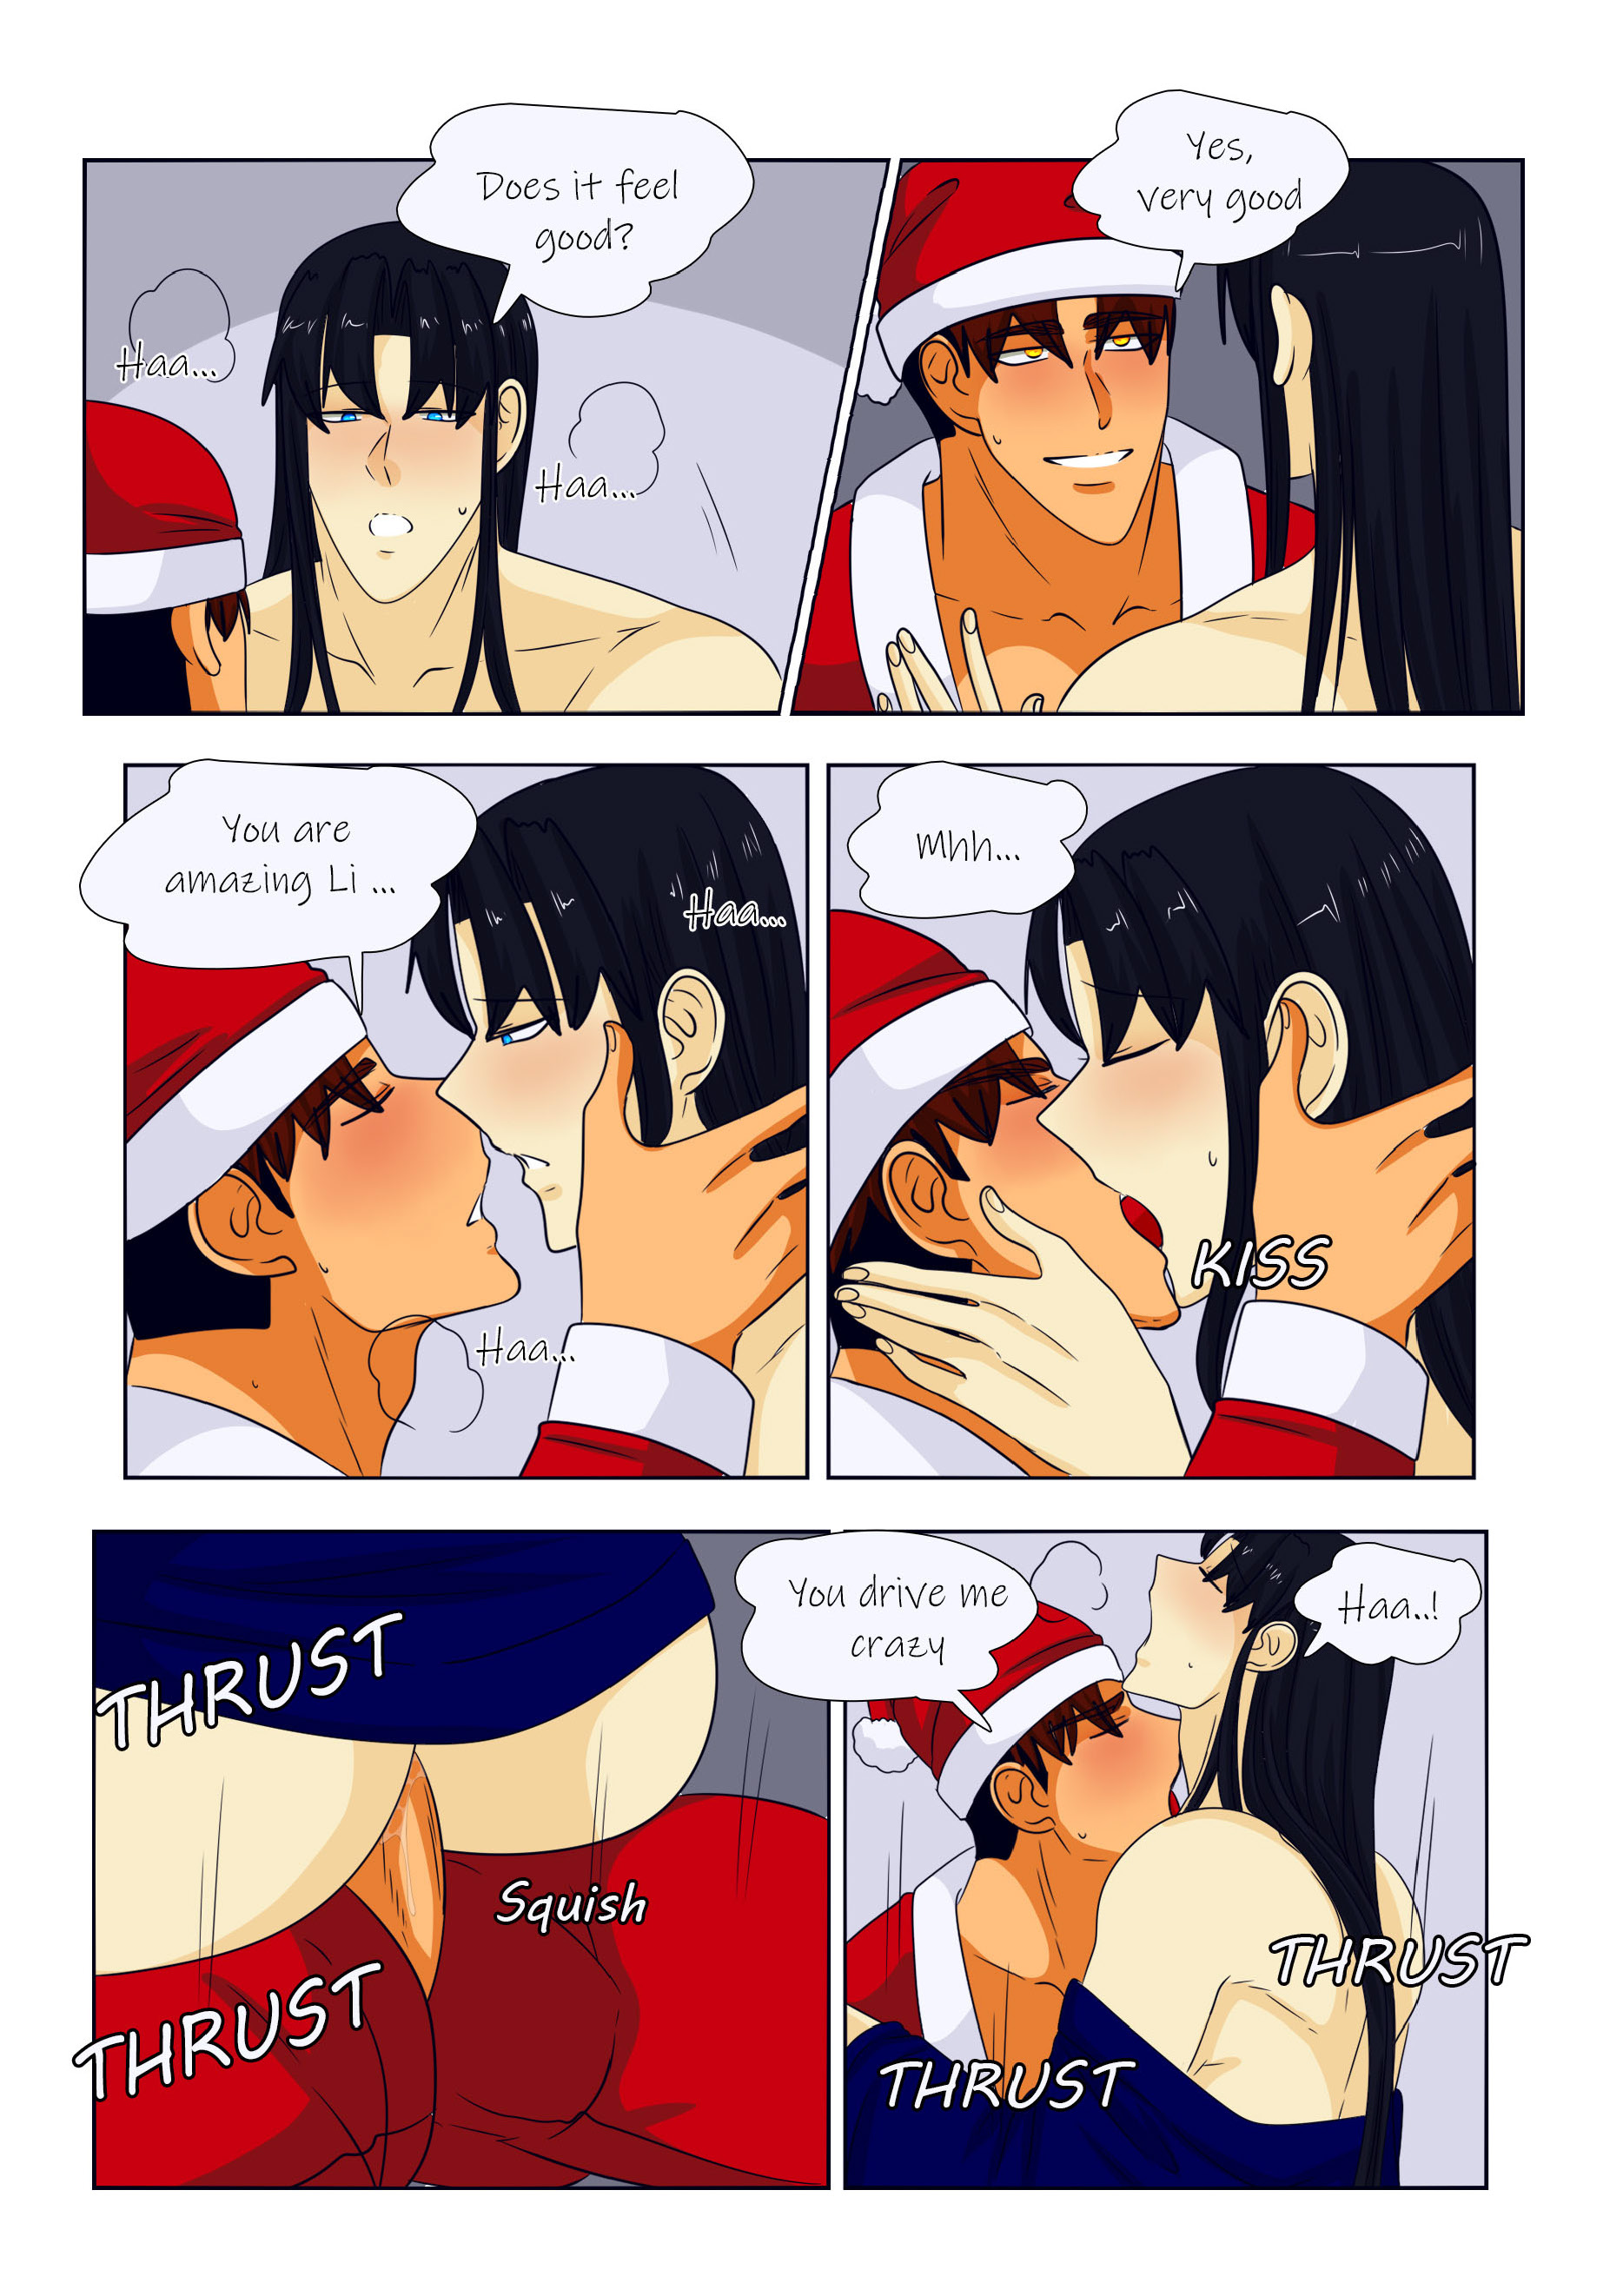 Does it feel
good?
Haa...
Haa...
Yes,
very good
You are
amazing Li ...
Haa...
Haa...
Mhh...
KISS
THRUST
Squish
THRUST
You drive me
crazy
Haa..!
THRUST
THRUST